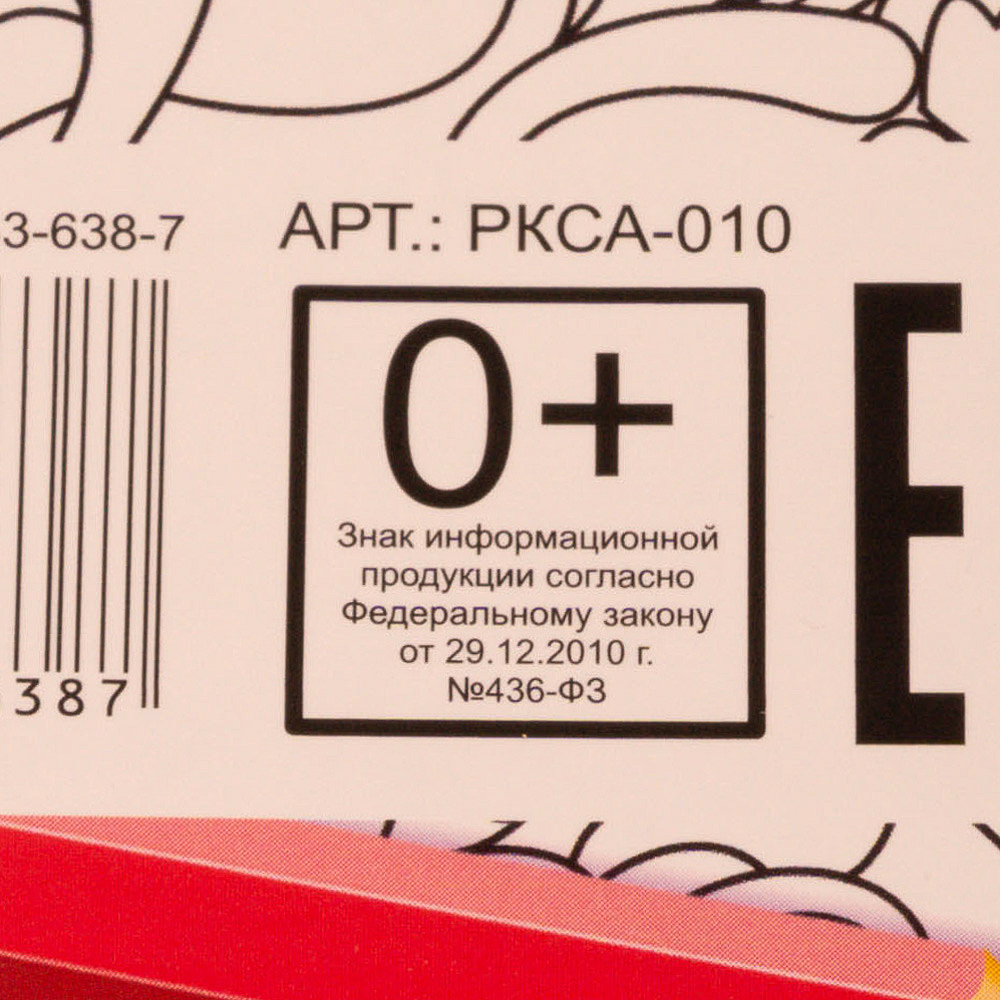 3-638-7
АРТ.: РКСА-010
0+
Знак информационной
продукции согласно
Федеральному закону
от 29.12.2010 г.
№436-ФЗ
387